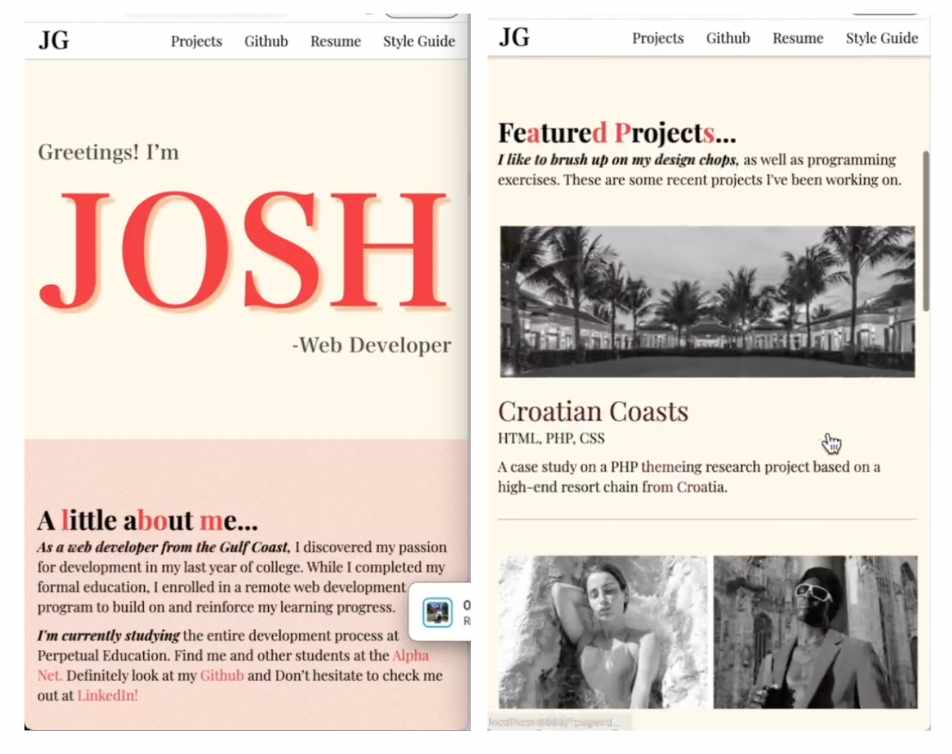 JG
Projects Github Resume Style Guide
Greetings! I'm
JOSH
-Web Developer
A little about me...
As a web developer from the Gulf Coast, I discovered my passion
for development in my last year of college. While I completed my
formal education, I enrolled in a remote web development
program to build on and reinforce my learning progress.
I'm currently studying the entire development process at
Perpetual Education. Find me and other students at the Alpha
Net. Definitely look at my Github and Don't hesitate to check me
out at LinkedIn!
JG
Projects Github Resume Style Guide
Featured Projects...
I like to brush up on my design chops, as well as programming
exercises. These are some recent projects I've been working on.
Croatian Coasts
HTML, PHP, CSS
A case study on a PHP themeing research project based on a
high-end resort chain from Croatia.